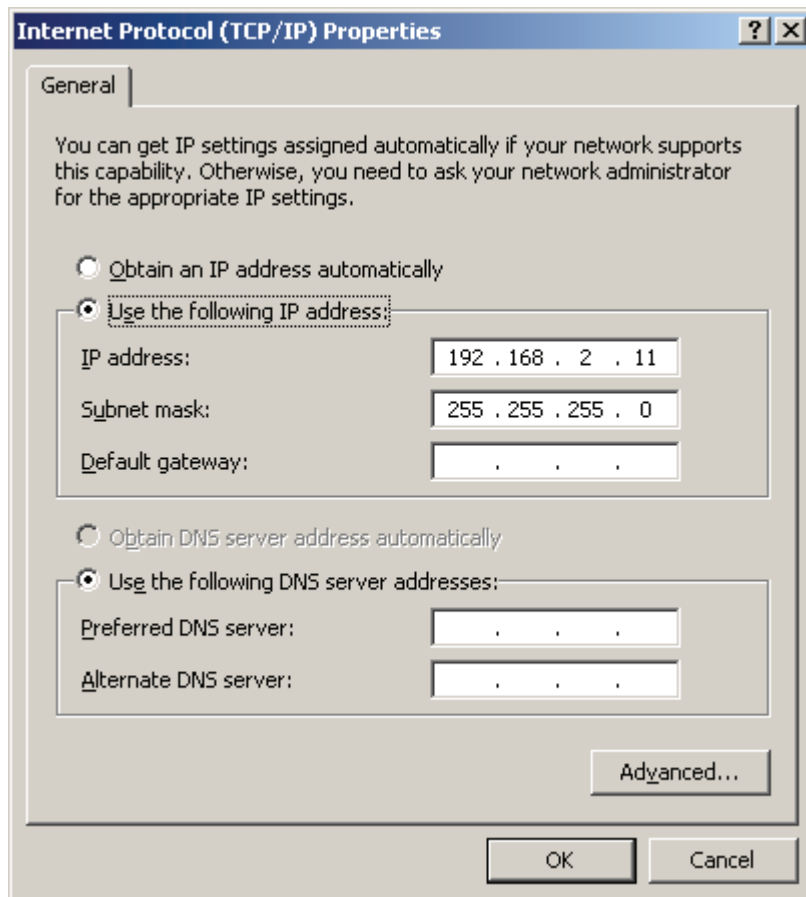 Internet Protocol (TCP/IP) Properties
General
You can get IP settings assigned automatically if your network supports
this capability. Otherwise, you need to ask your network administrator
for the appropriate IP settings.
Obtain an IP address automatically
Use the following IP address:
IP address: 192 . 168 . 2 . 11
Subnet mask: 255 . 255 . 255 . 0
Default gateway: . . .
Obtain DNS server address automatically
Use the following DNS server addresses:
Preferred DNS server: . . .
Alternate DNS server: . . .
Advanced...
OK Cancel